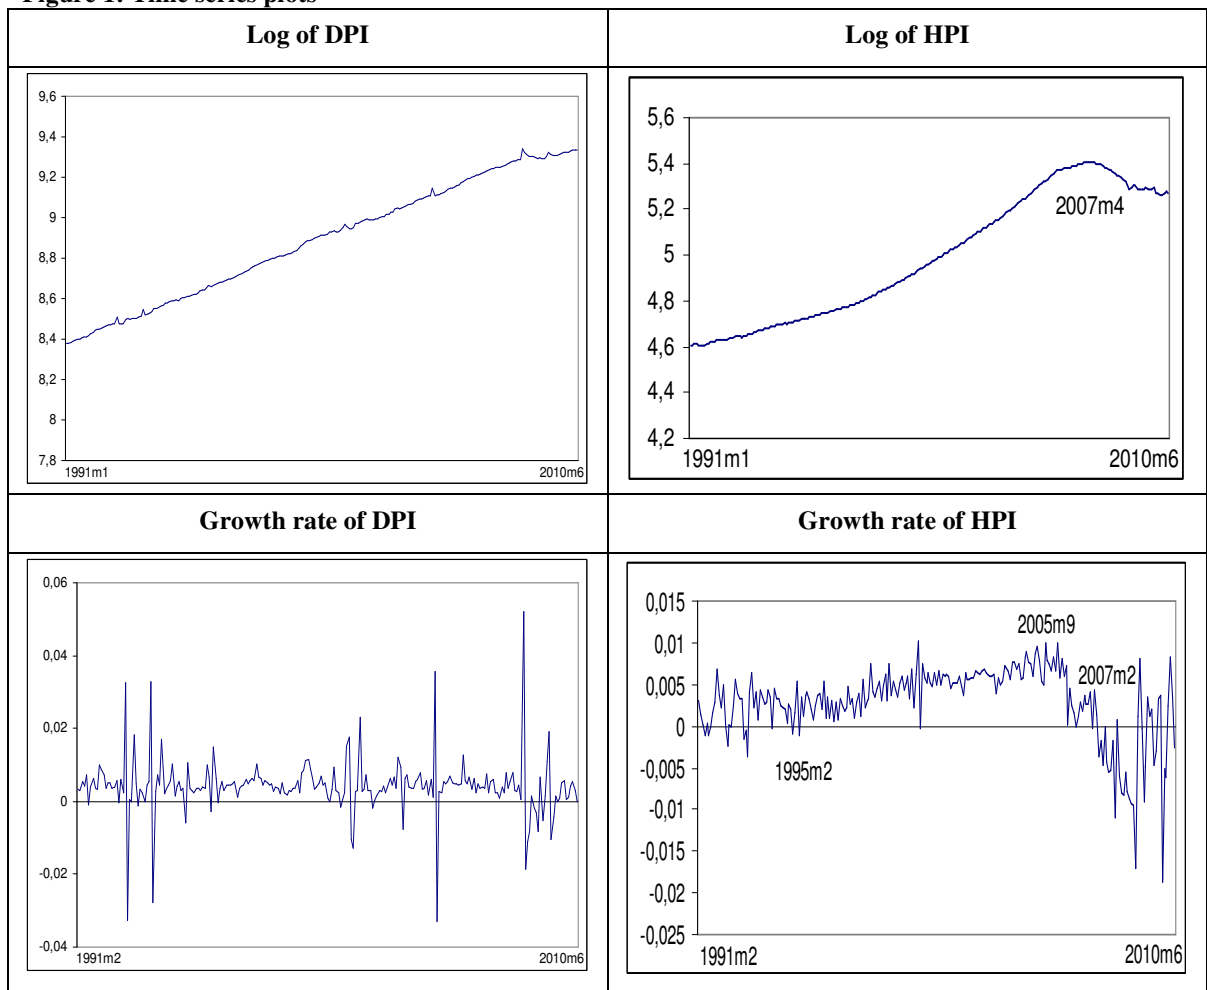 Figure 1: Time series plots
Log of DPI
Log of HPI
9,6
9,4
9,2
9
8,8
8,6
8,4
8,2
8
7,8
1991m1
2010m6
5,6
5,4
5,2
5
4,8
4,6
4,4
4,2
2007m4
1991m1
2010m6
Growth rate of DPI
Growth rate of HPI
0,06
0,04
0,02
0
-0,02
-0,04
1991m2
2010m6
0,015
0,01
0,005
0
-0,005
-0,01
-0,015
-0,02
-0,025
2005m9
2007m2
1995m2
1991m2
2010m6